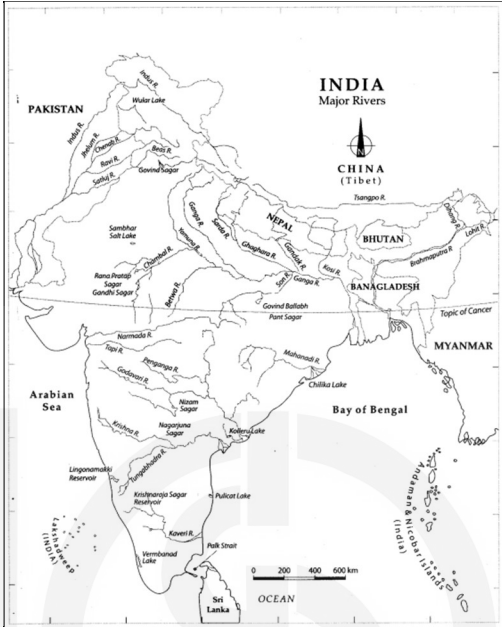 INDIA
Major Rivers
N
CHINA
(Tibet)
PAKISTAN
Indus R.
Wular Lake
Indus R.
Jhelum R.
Chenab R.
Ravi R.
Beas R.
Satluj R.
Govind Sagar
Tsangpo R.
Dihang R.
Lohit R.
Ganga R.
Yamuna R.
Sarda R.
NEPAL
BHUTAN
Brahmaputra R.
Sambhar
Salt Lake
Chambal R.
Ghaghara R.
Gandak R.
Kosi R.
Rana Pratap
Sagar
Gandhi Sagar
Betwa R.
Son R.
Ganga R.
BANAGLADESH
Govind Ballabh
Pant Sagar
Topic of Cancer
MYANMAR
Narmada R.
Tapi R.
Penganga R.
Godavari R.
Mahanadi R.
Chilika Lake
Arabian
Sea
Nizam
Sagar
Bay of Bengal
Krishna R.
Nagarjuna
Sagar
Kolleru Lake
Tungabhadra R.
Linganamakki
Reservoir
Krishnaraja Sagar
Reservoir
Pulicat Lake
Lakshadweep
(INDIA)
Andaman & Nicobar Islands
(India)
Kaveri R.
Vembanad
Lake
Palk Strait
0 200 400 600 km
Sri
Lanka
OCEAN